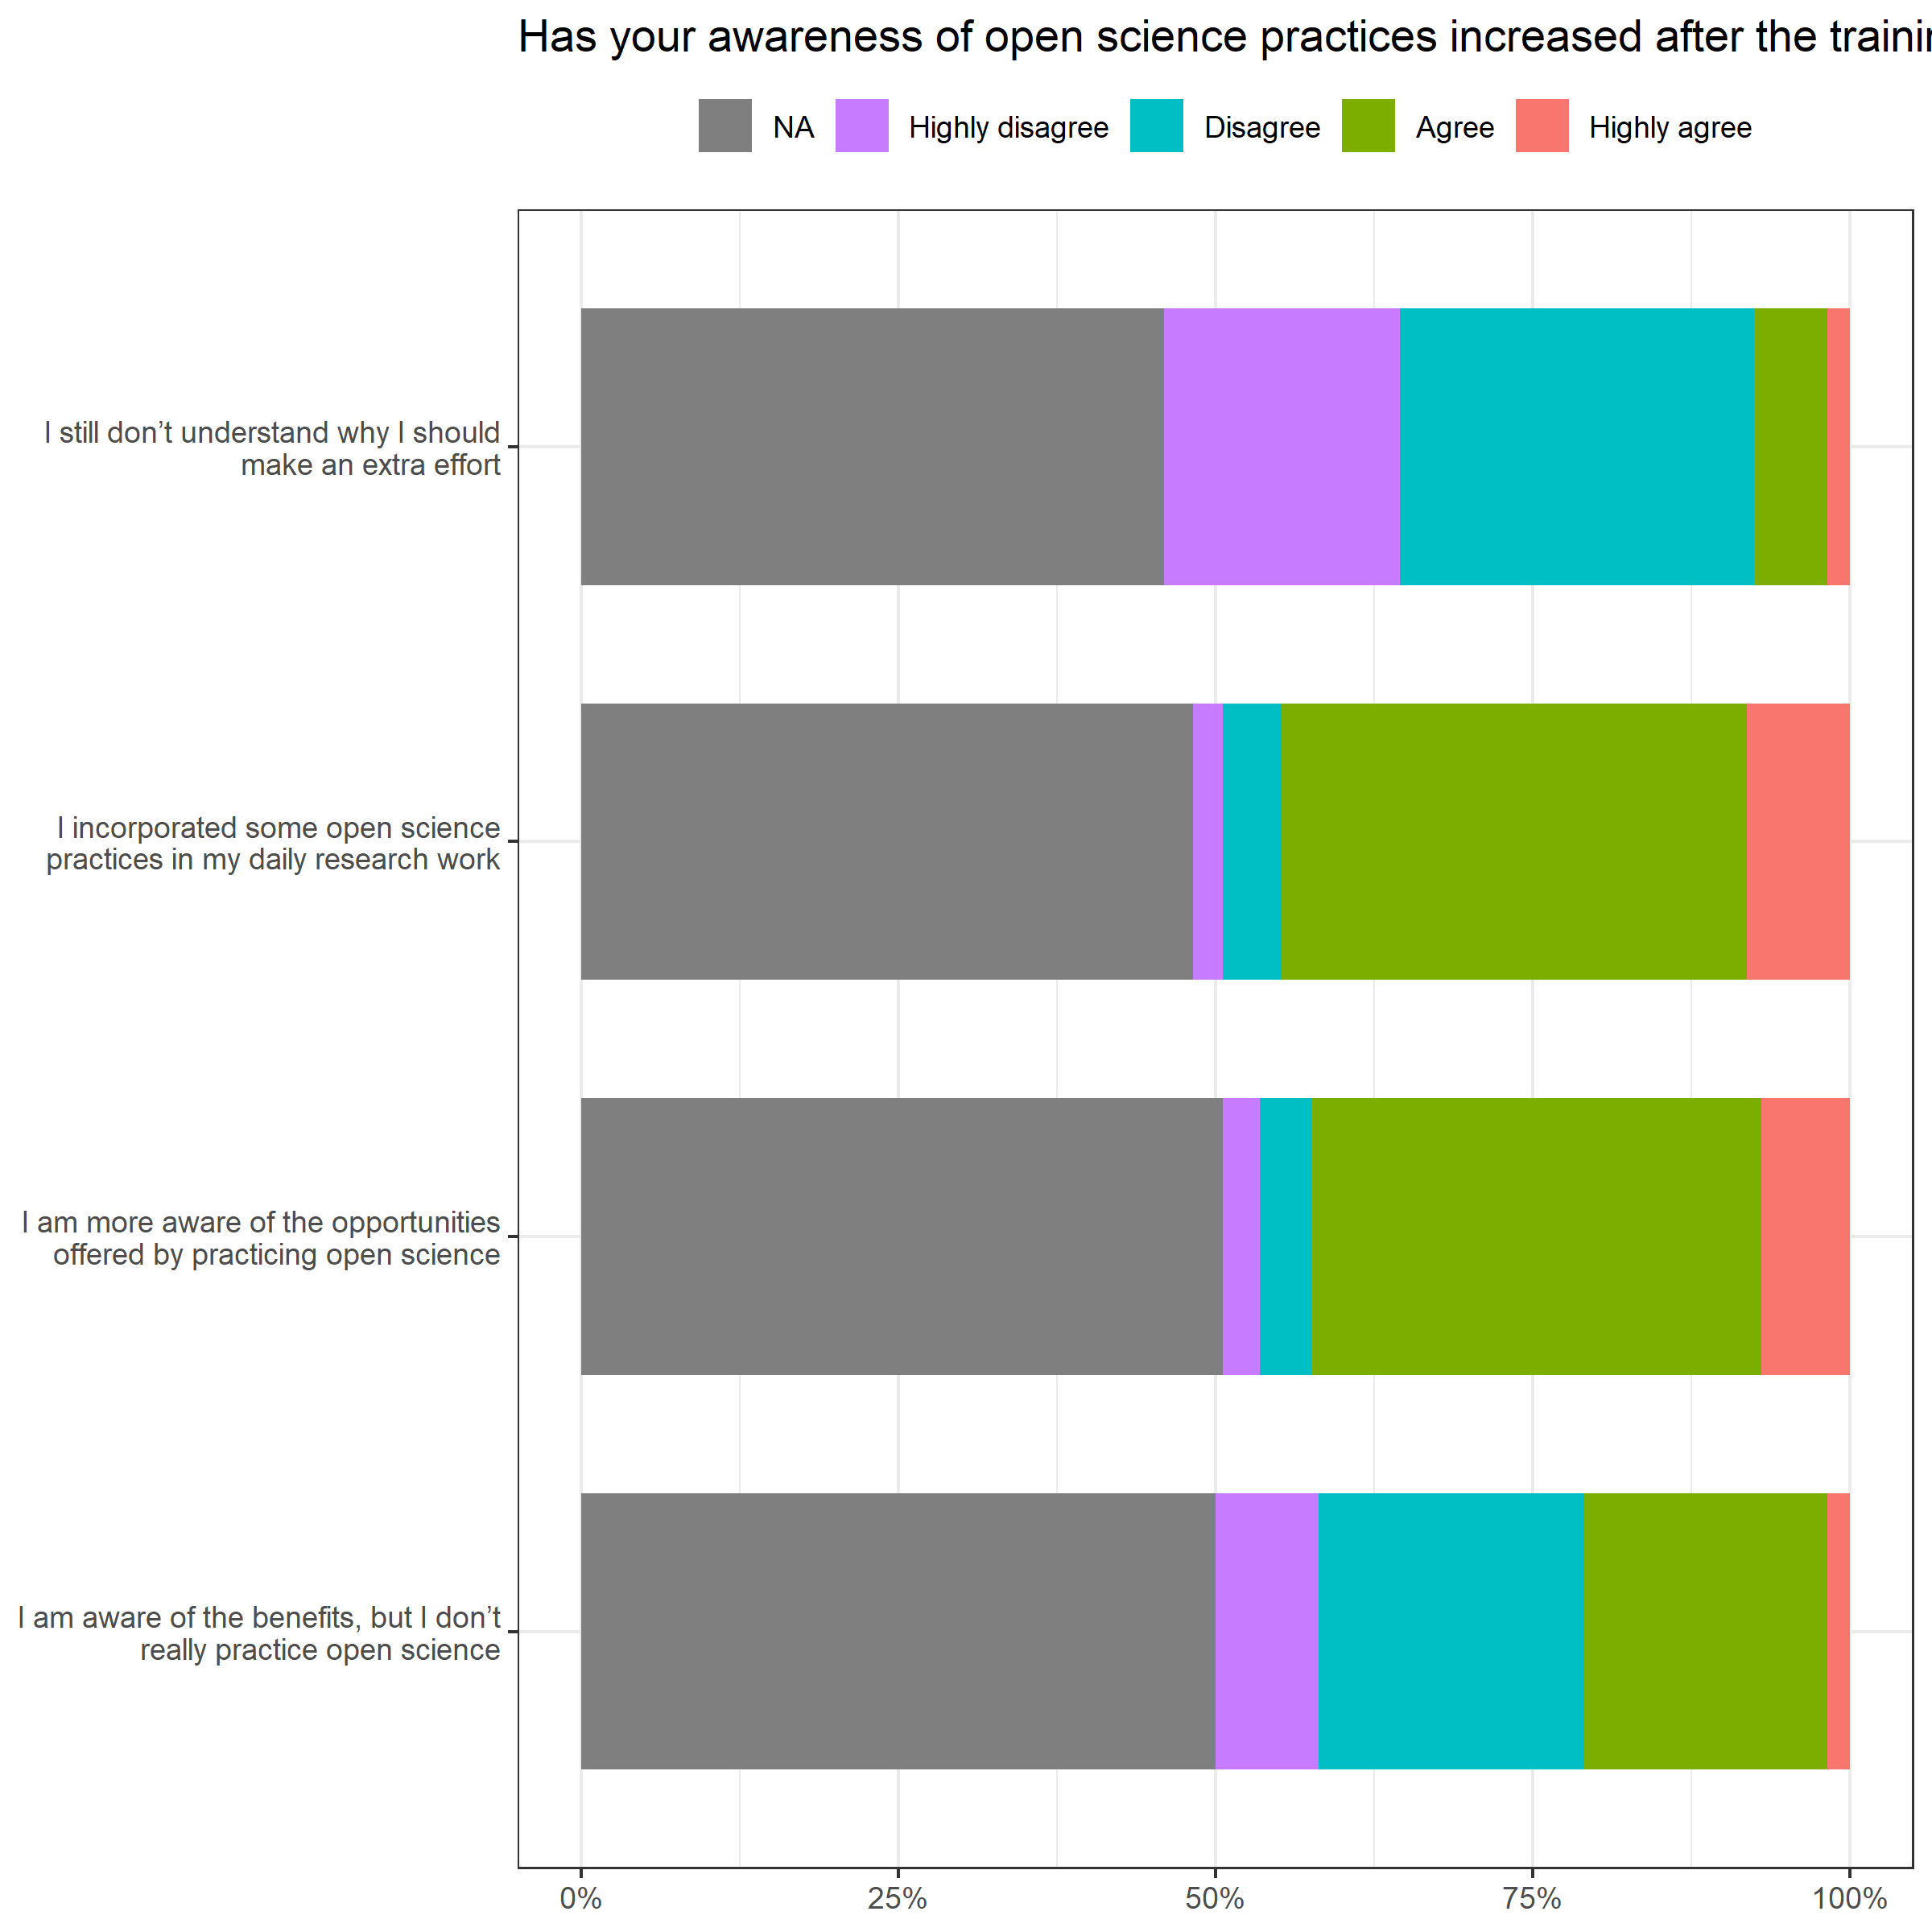 Has your awareness of open science practices increased after the
NA Highly disagree Disagree Agree Highly agree
I still don’t understand why I should
make an extra effort
I incorporated some open science
practices in my daily research work
I am more aware of the opportunities
offered by practicing open science
I am aware of the benefits, but I don’t
really practice open science
0% 25% 50% 75% 100%